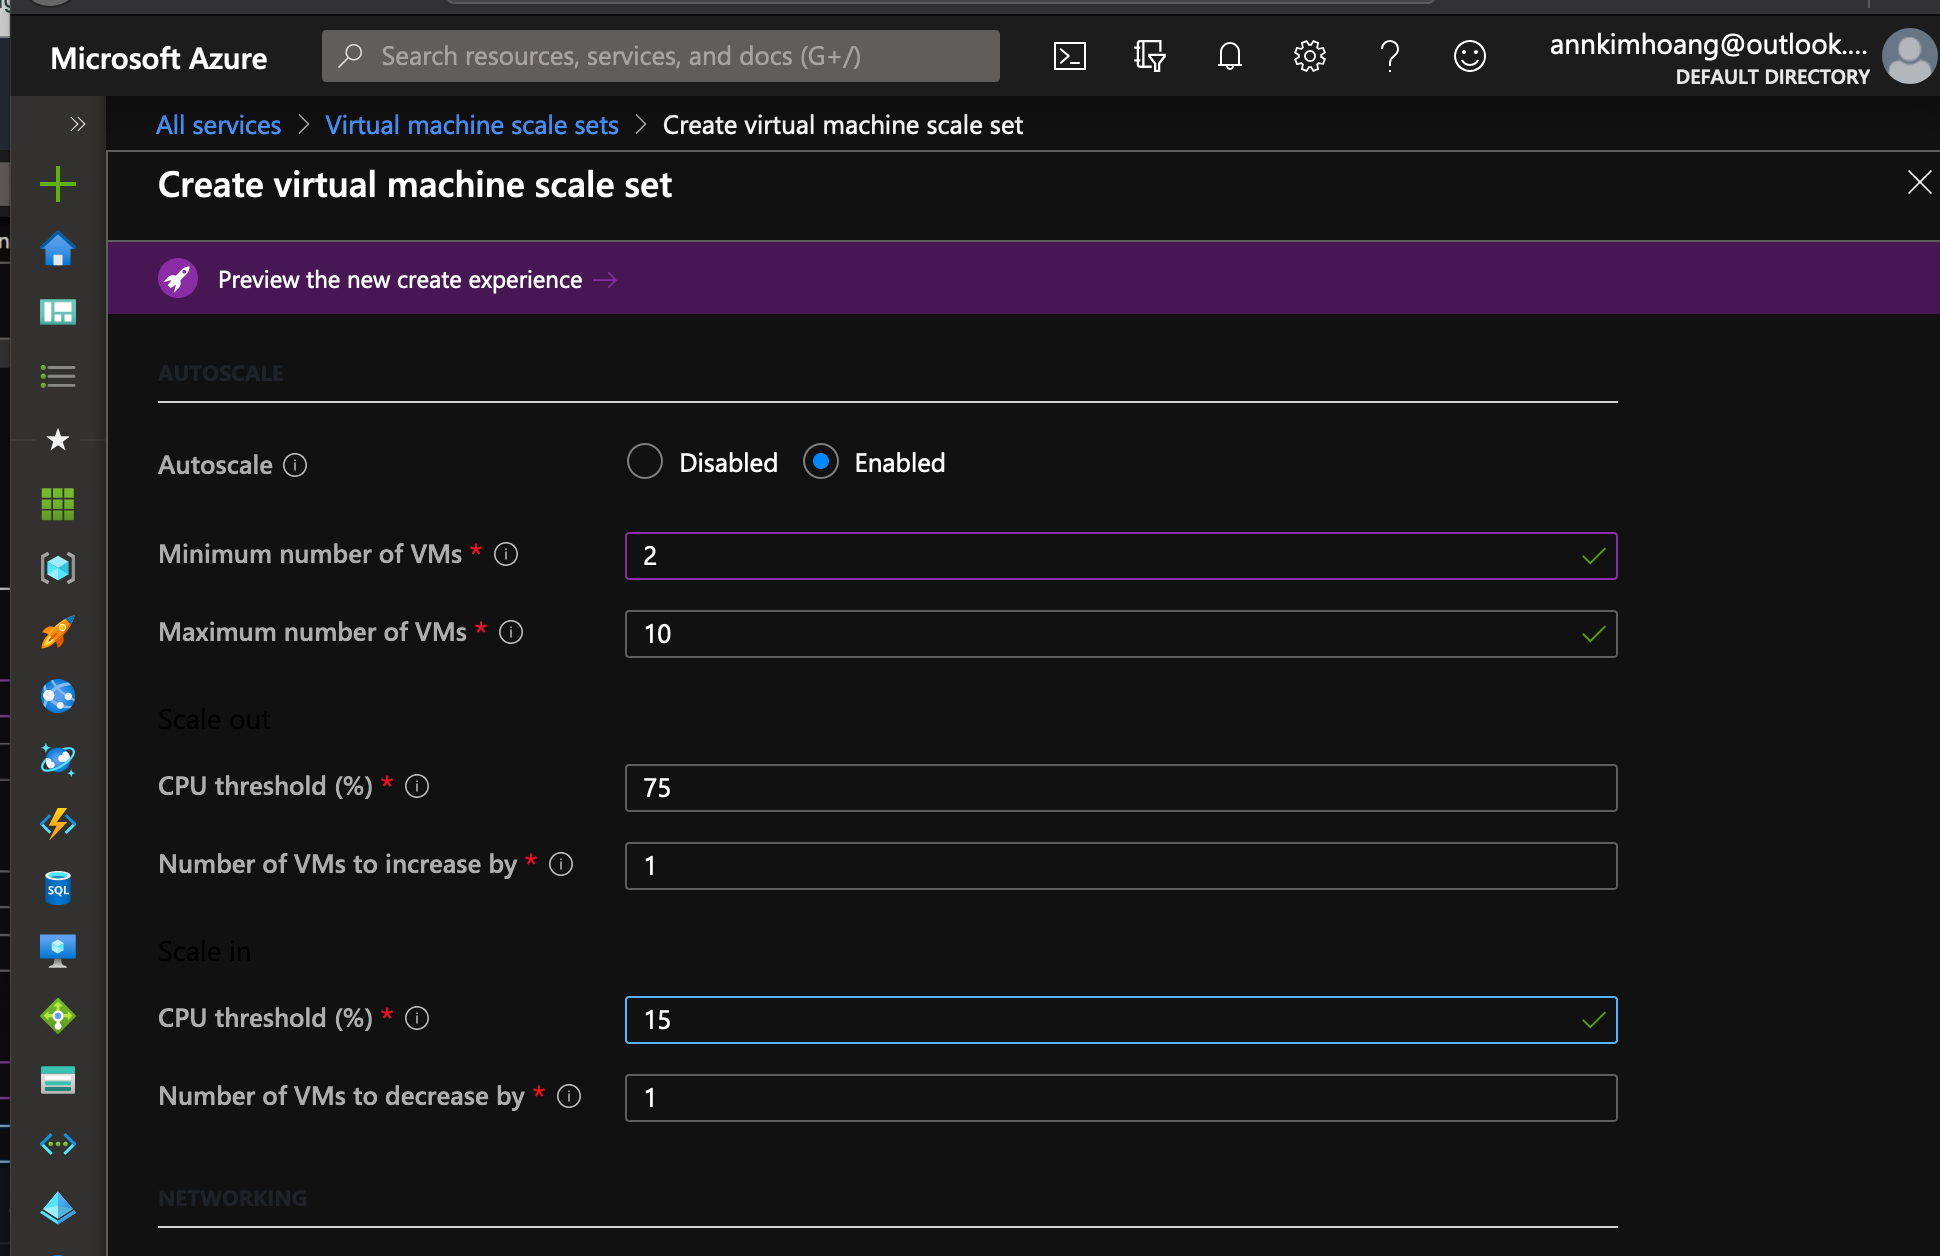 Microsoft Azure
Search resources, services, and docs (G+/)
annkimhoang@outlook....
DEFAULT DIRECTORY
All services > Virtual machine scale sets > Create virtual machine scale set
Create virtual machine scale set
Preview the new create experience →
AUTOSCALE
Autoscale
Disabled
Enabled
Minimum number of VMs *
2
Maximum number of VMs *
10
Scale out
CPU threshold (%) *
75
Number of VMs to increase by *
1
Scale in
CPU threshold (%) *
15
Number of VMs to decrease by *
1
NETWORKING
SQL